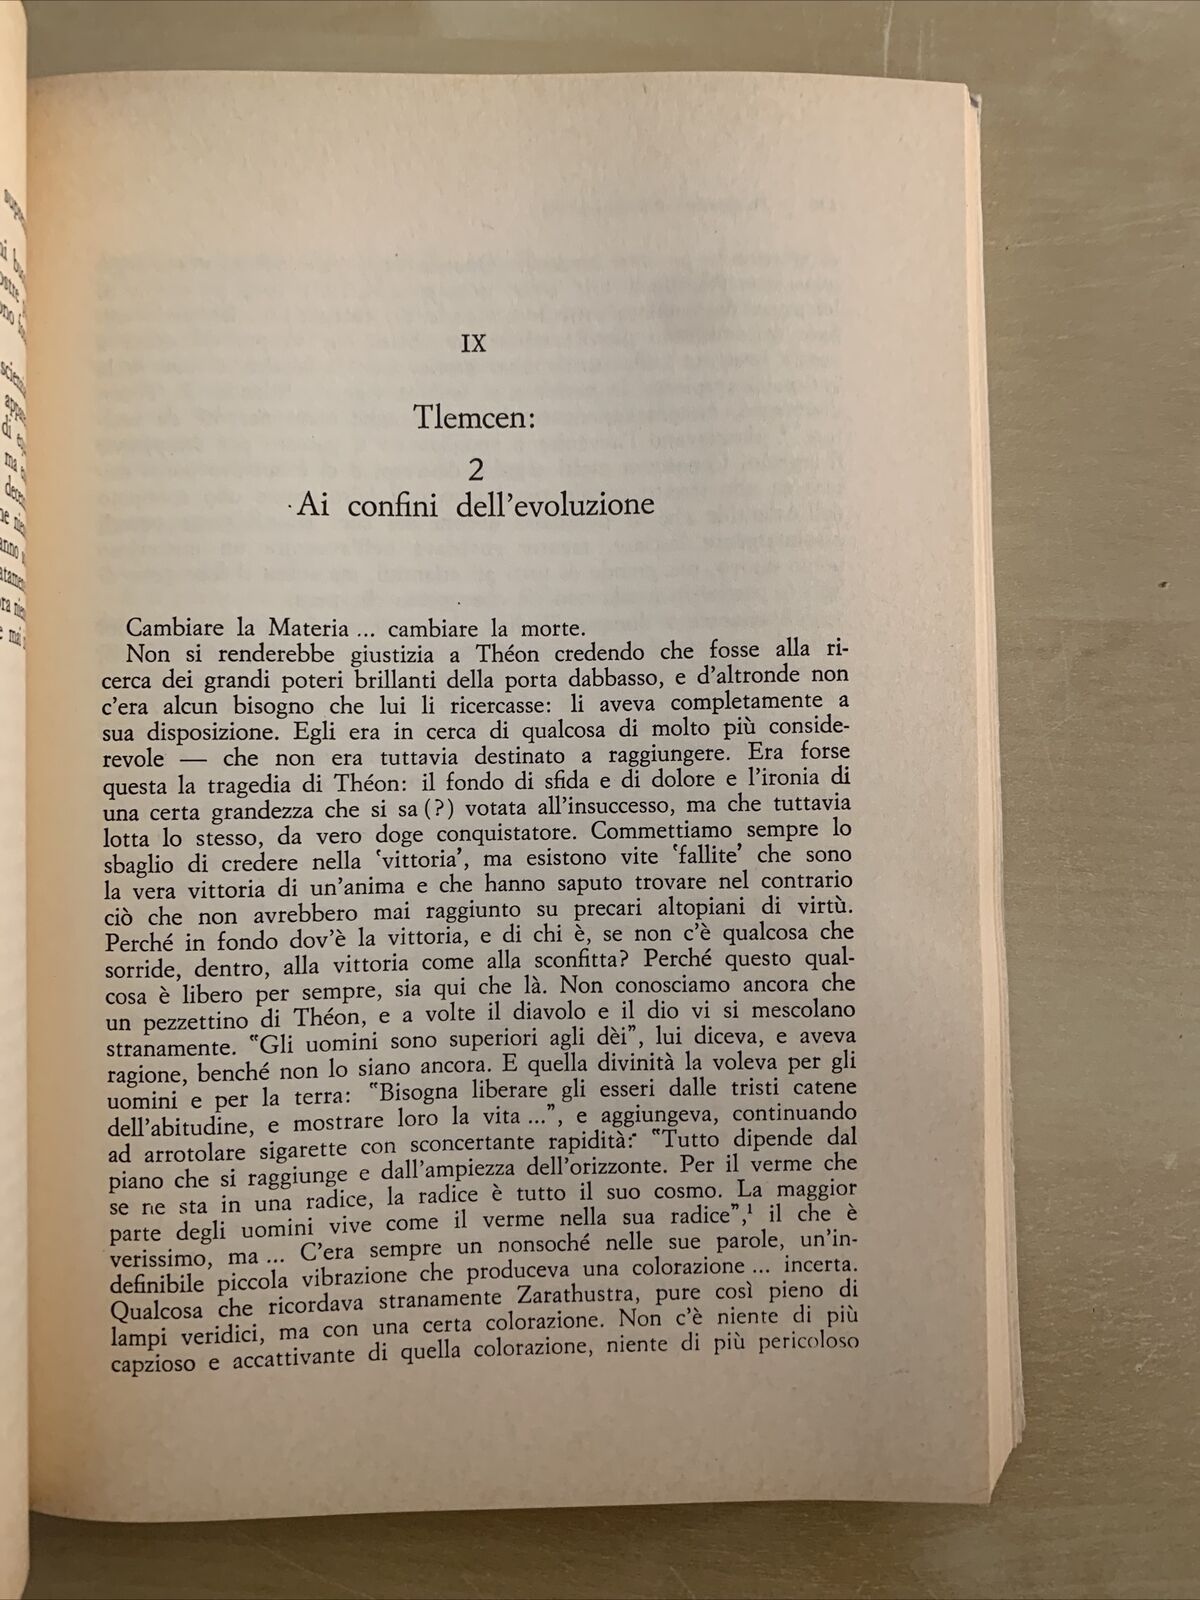 IX
Tlemcen:
2
Ai confini dell'evoluzione
Cambiare la Materia ... cambiare la morte.
Non si renderebbe giustizia a Théon credendo che fosse alla ri-
cerca dei grandi poteri brillanti della porta dabbasso, e d'altronde non
c'era alcun bisogno che lui li ricercasse: li aveva completamente a
sua disposizione. Egli era in cerca di qualcosa di molto più conside-
revole — che non era tuttavia destinato a raggiungere. Era forse
questa la tragedia di Théon: il fondo di sfida e di dolore e l'ironia di
una certa grandezza che si sa (?) votata all'insuccesso, ma che tuttavia
lotta lo stesso, da vero doge conquistatore. Commettiamo sempre lo
sbaglio di credere nella 'vittoria', ma esistono vite 'fallite' che sono
la vera vittoria di un'anima e che hanno saputo trovare nel contrario
ciò che non avrebbero mai raggiunto su precari altopiani di virtù.
Perché in fondo dov'è la vittoria, e di chi è, se non c'è qualcosa che
sorride, dentro, alla vittoria come alla sconfitta? Perché questo qual-
cosa è libero per sempre, sia qui che là. Non conosciamo ancora che
un pezzettino di Théon, e a volte il diavolo e il dio vi si mescolano
stranamente. "Gli uomini sono superiori agli dèi", lui diceva, e aveva
ragione, benché non lo siano ancora. E quella divinità la voleva per gli
uomini e per la terra: "Bisogna liberare gli esseri dalle tristi catene
dell'abitudine, e mostrare loro la vita ...", e aggiungeva, continuando
ad arrotolare sigarette con sconcertante rapidità: "Tutto dipende dal
piano che si raggiunge e dall'ampiezza dell'orizzonte. Per il verme che
se ne sta in una radice, la radice è tutto il suo cosmo. La maggior
parte degli uomini vive come il verme nella sua radice",¹ il che è
verissimo, ma ... C'era sempre un nonsoché nelle sue parole, un'in-
definibile piccola vibrazione che produceva una colorazione ... incerta.
Qualcosa che ricordava stranamente Zarathustra, pure così pieno di
lampi veridici, ma con una certa colorazione. Non c'è niente di più
capzioso e accattivante di quella colorazione, niente di più pericoloso